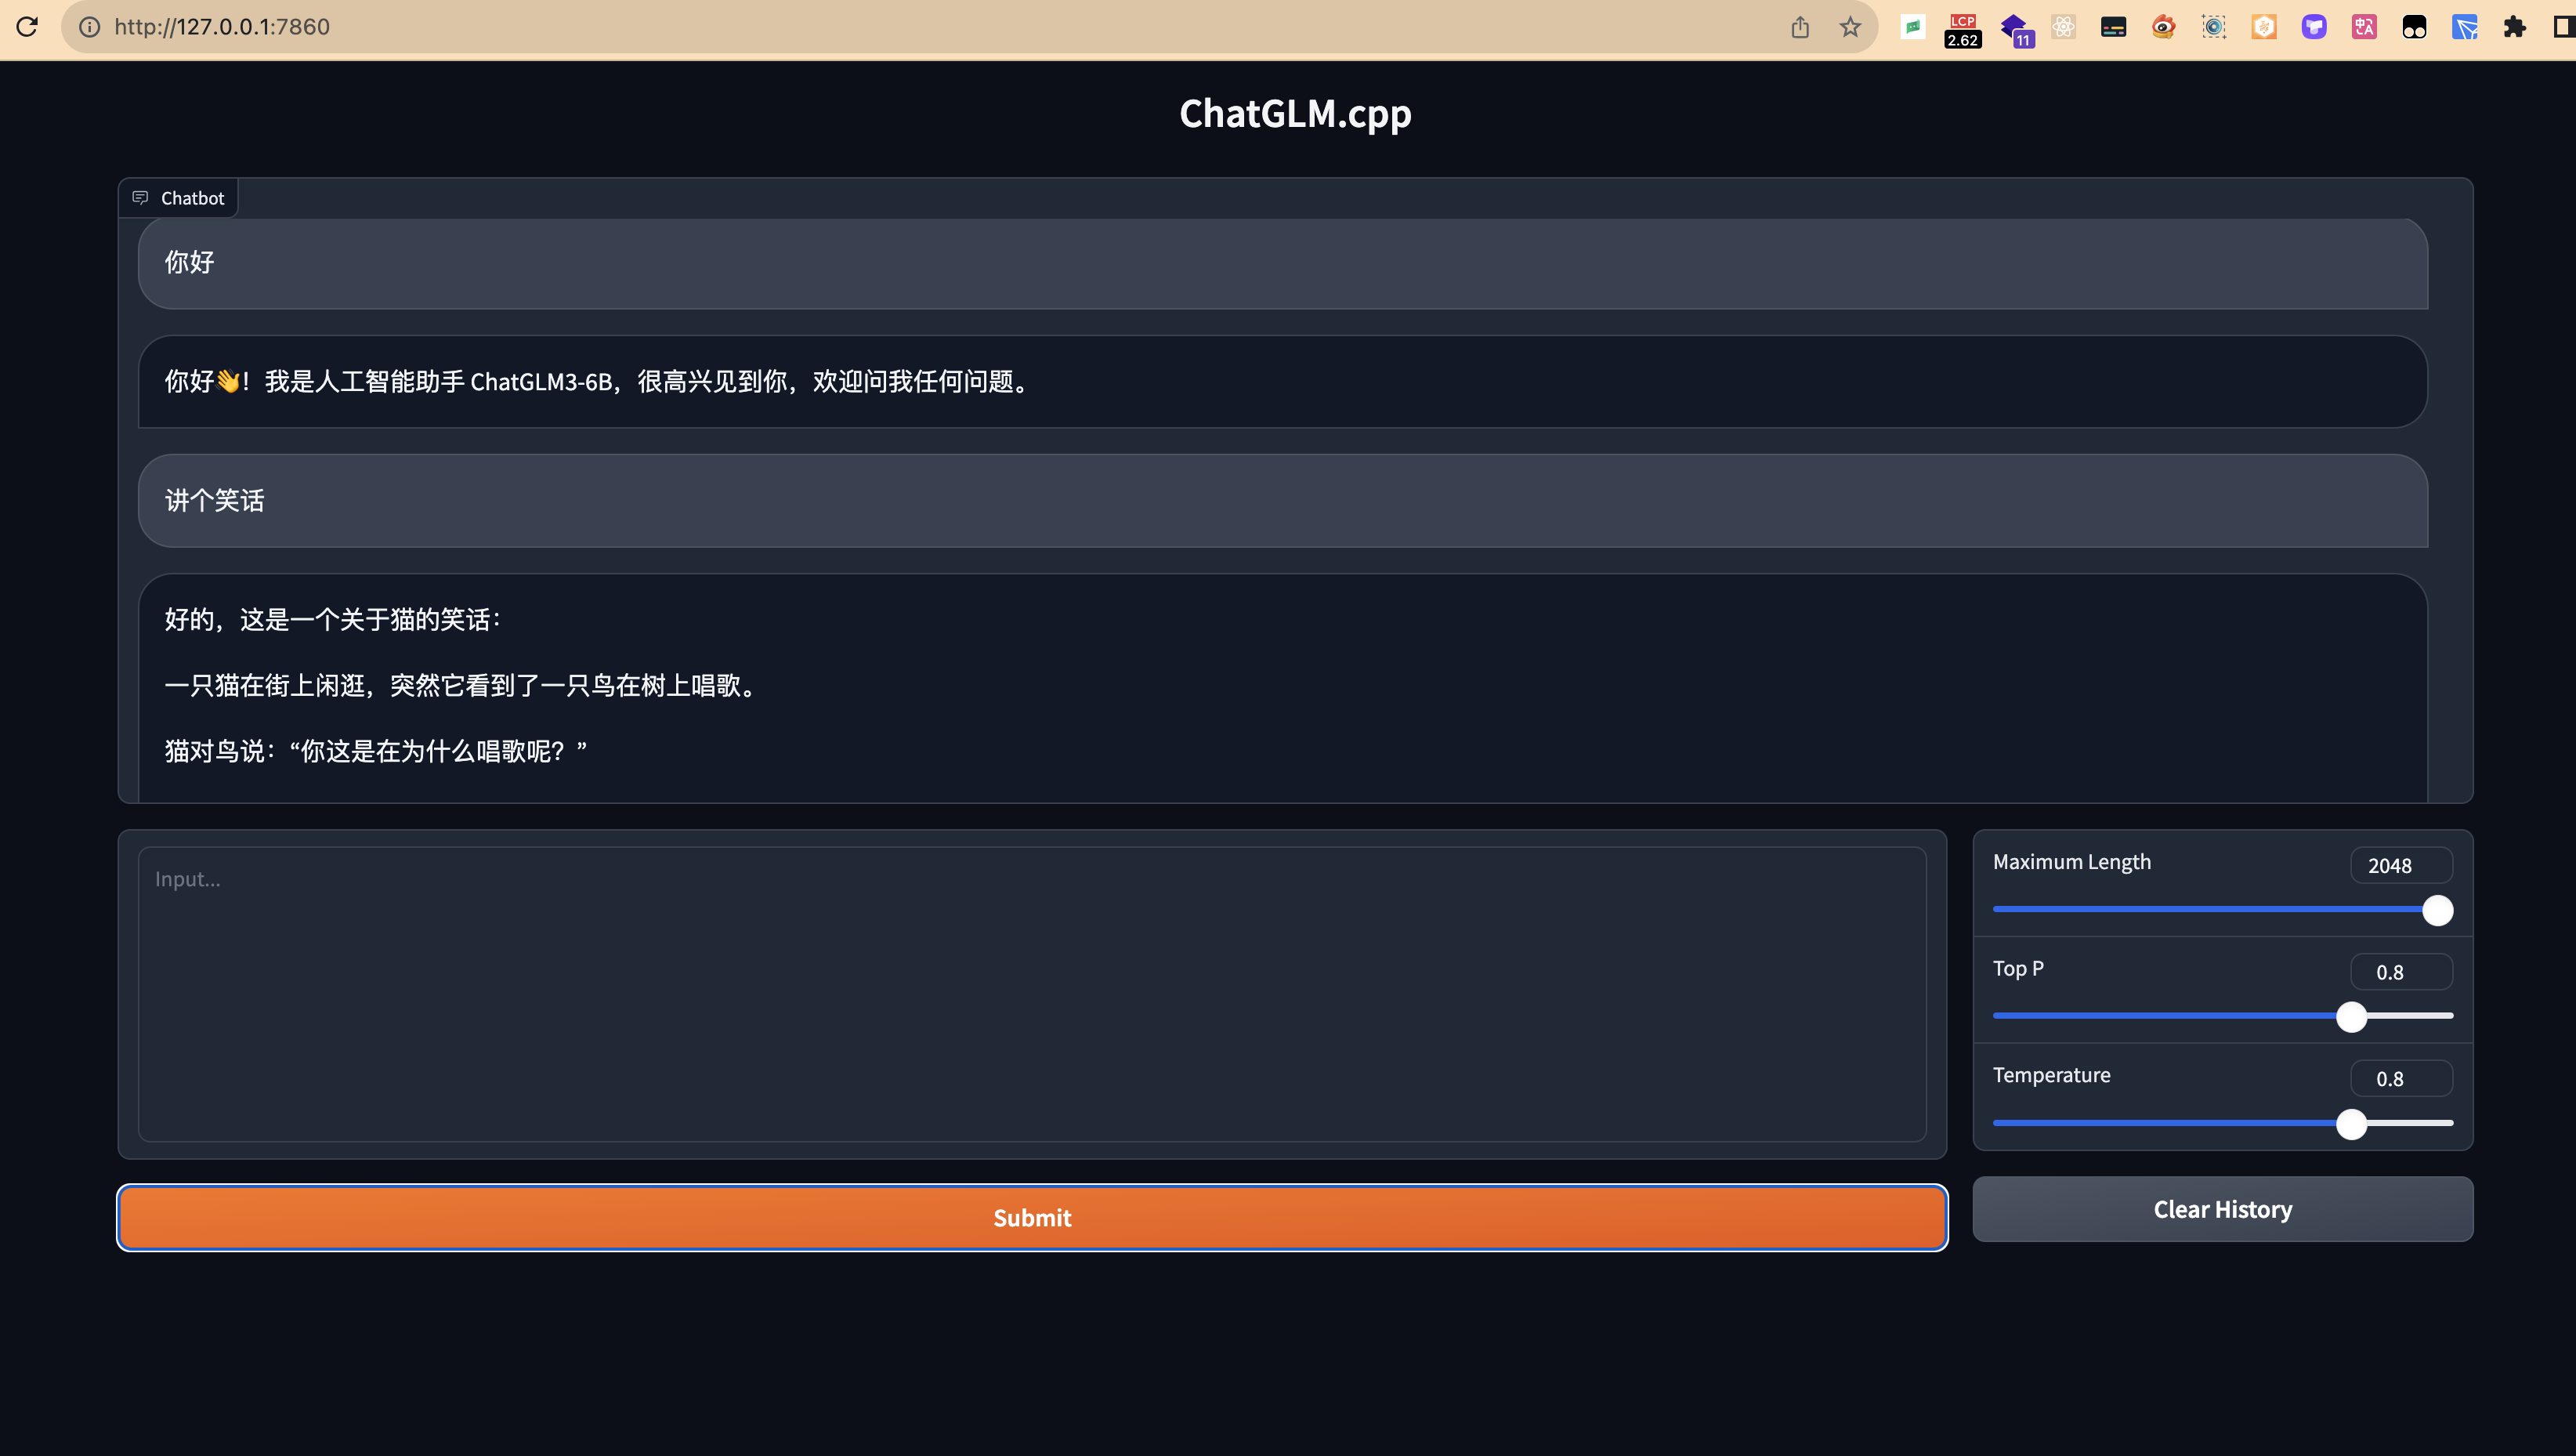 http://127.0.0.1:7860
LCP
2.62
11
中
A
ChatGLM.cpp
Chatbot
你好
你好👋！我是人工智能助手 ChatGLM3-6B，很高兴见到你，欢迎问我任何问题。
讲个笑话
好的，这是一个关于猫的笑话：
一只猫在街上闲逛，突然它看到了一只鸟在树上唱歌。
猫对鸟说：“你这是在为什么唱歌呢？”
Input...
Maximum Length
2048
Top P
0.8
Temperature
0.8
Submit
Clear History